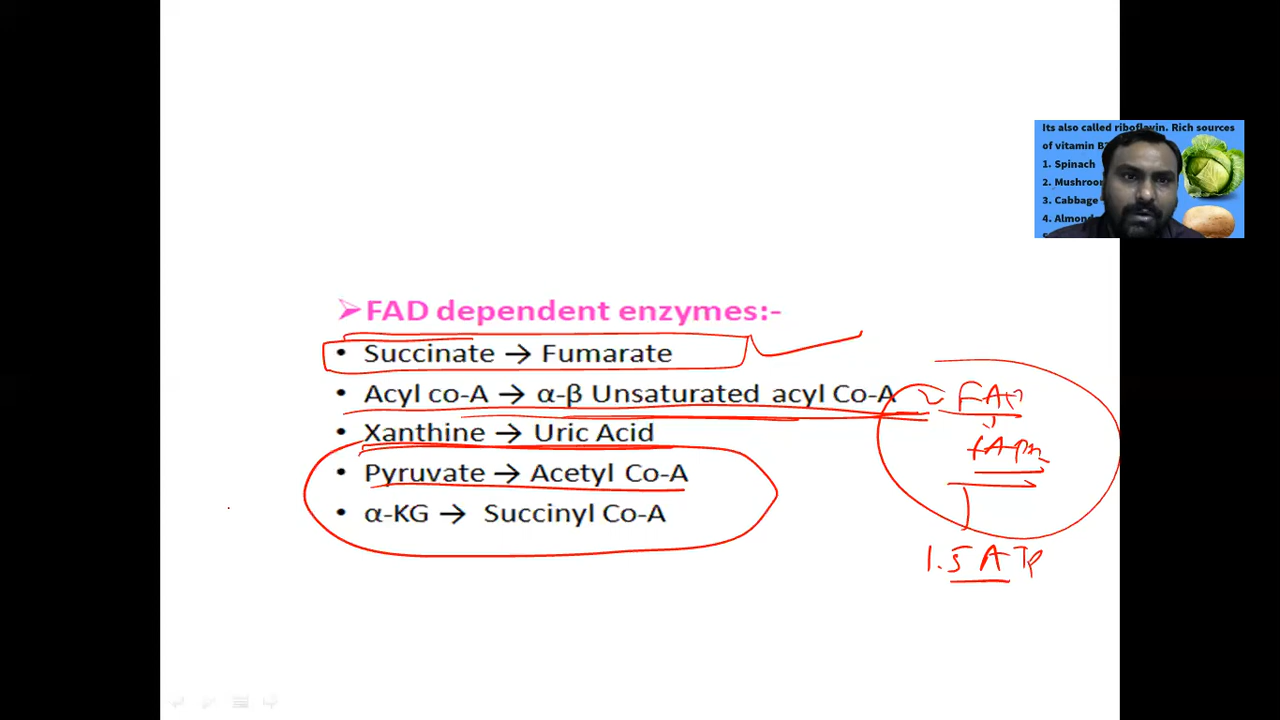 Its also called riboflavin. Rich sources
of vitamin B
1. Spinach
2. Mushroom
3. Cabbage
4. Almond
➢FAD dependent enzymes:-
• Succinate → Fumarate
• Acyl co-A → α-β Unsaturated acyl Co-A
• Xanthine → Uric Acid
• Pyruvate → Acetyl Co-A
• α-KG → Succinyl Co-A
FAD
FADH2
1.5 ATP